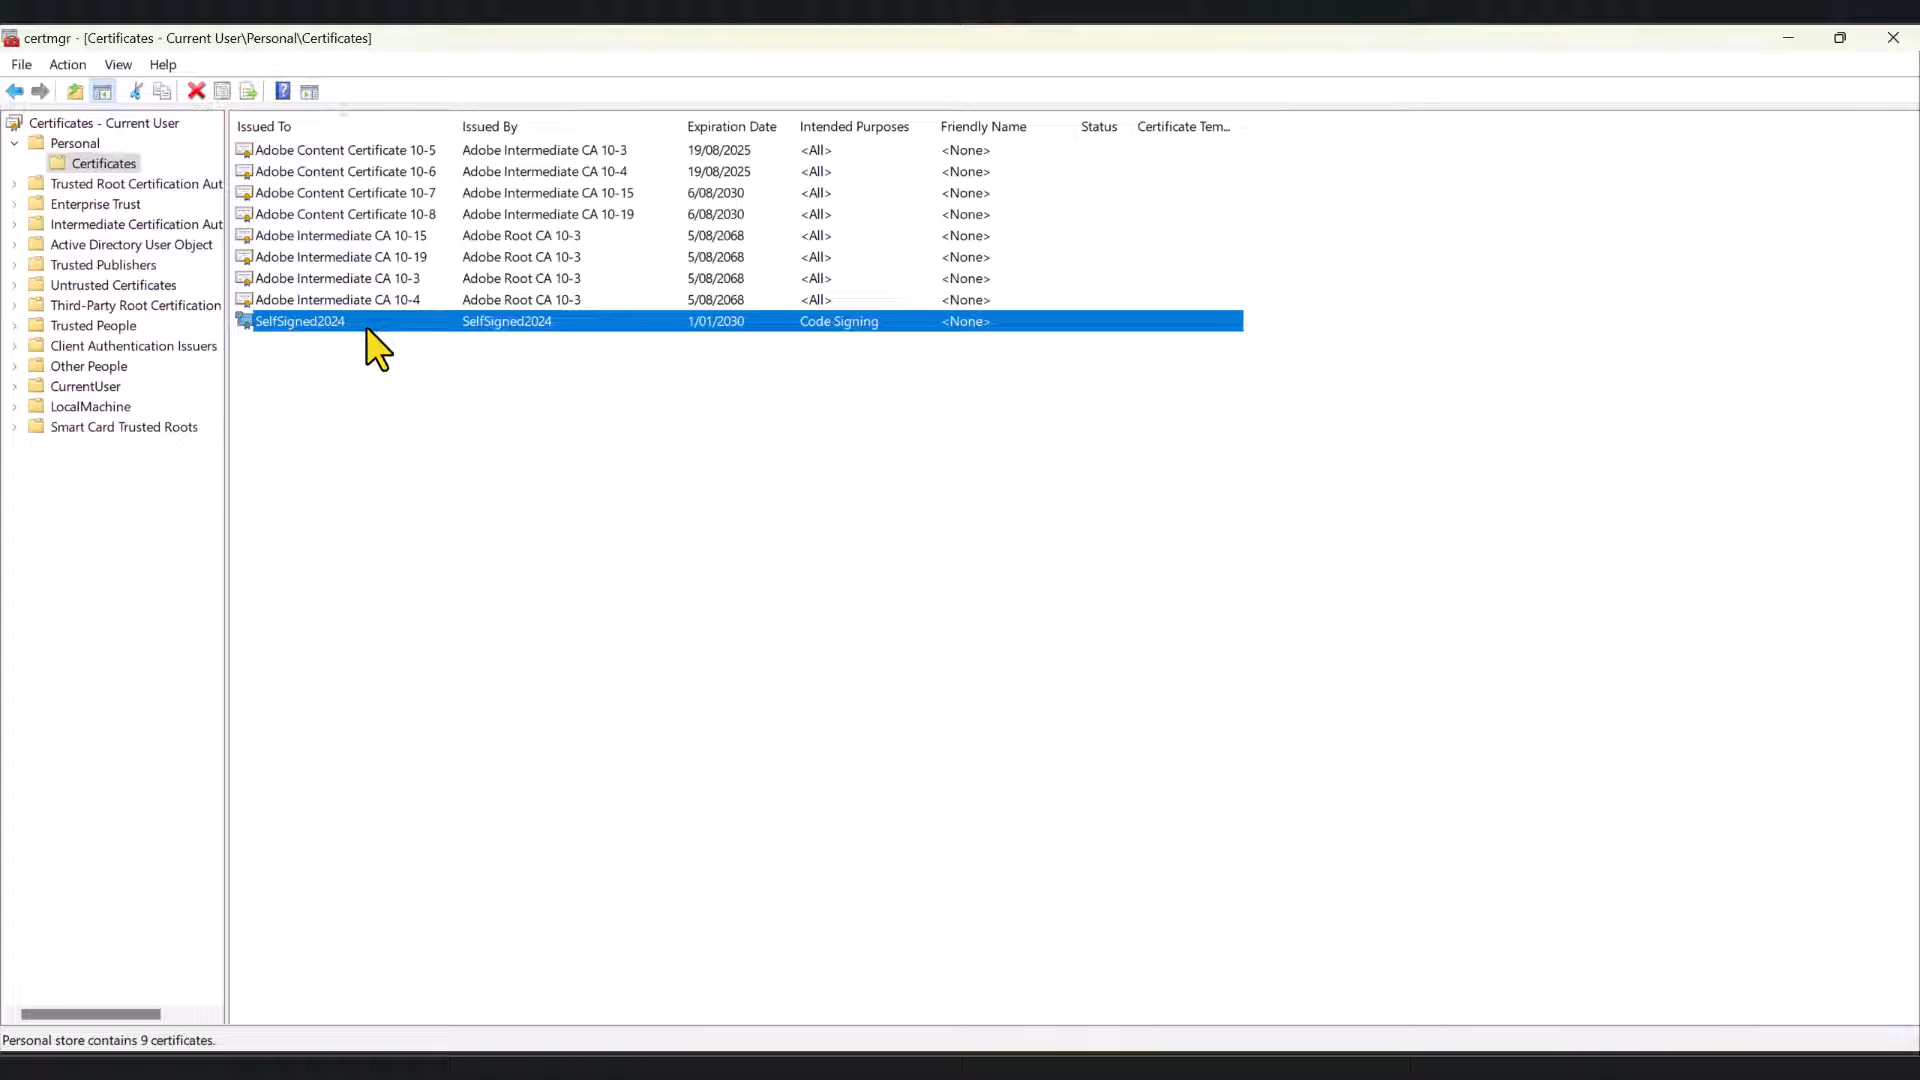 certmgr - [Certificates - Current User\Personal\Certificates]
File Action View Help
Certificates - Current User
Personal
Certificates
Trusted Root Certification Aut
Enterprise Trust
Intermediate Certification Aut
Active Directory User Object
Trusted Publishers
Untrusted Certificates
Third-Party Root Certification
Trusted People
Client Authentication Issuers
Other People
CurrentUser
LocalMachine
Smart Card Trusted Roots
Issued To Issued By Expiration Date Intended Purposes Friendly Name Status Certificate Tem...
Adobe Content Certificate 10-5 Adobe Intermediate CA 10-3 19/08/2025 <All> <None>
Adobe Content Certificate 10-6 Adobe Intermediate CA 10-4 19/08/2025 <All> <None>
Adobe Content Certificate 10-7 Adobe Intermediate CA 10-15 6/08/2030 <All> <None>
Adobe Content Certificate 10-8 Adobe Intermediate CA 10-19 6/08/2030 <All> <None>
Adobe Intermediate CA 10-15 Adobe Root CA 10-3 5/08/2068 <All> <None>
Adobe Intermediate CA 10-19 Adobe Root CA 10-3 5/08/2068 <All> <None>
Adobe Intermediate CA 10-3 Adobe Root CA 10-3 5/08/2068 <All> <None>
Adobe Intermediate CA 10-4 Adobe Root CA 10-3 5/08/2068 <All> <None>
SelfSigned2024 SelfSigned2024 1/01/2030 Code Signing <None>
Personal store contains 9 certificates.